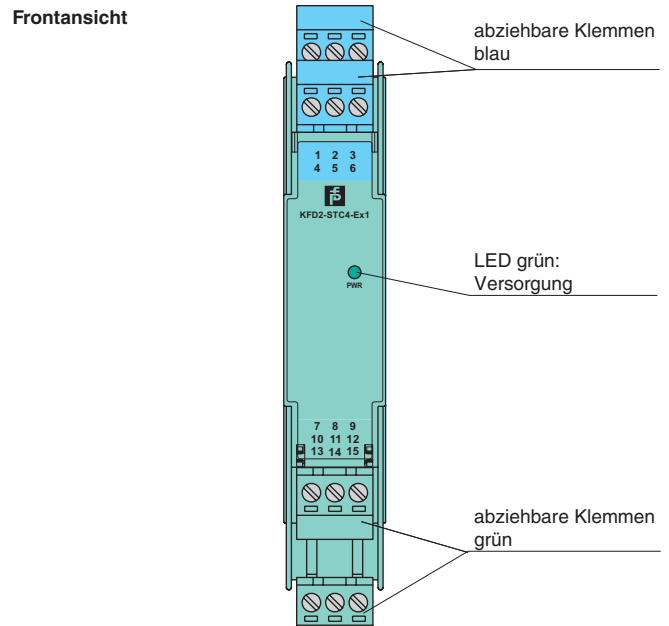 Frontansicht
abziehbare Klemmen
blau
1 2 3
4 5 6
KFD2-STC4-Ex1
LED grün:
Versorgung
PWR
7 8 9
10 11 12
13 14 15
abziehbare Klemmen
grün